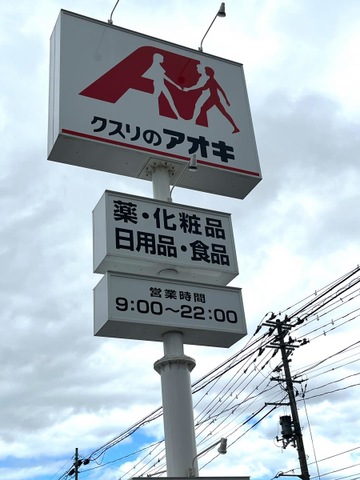 クスリのアオキ
薬・化粧品
日用品・食品
営業時間
9:00~22:00